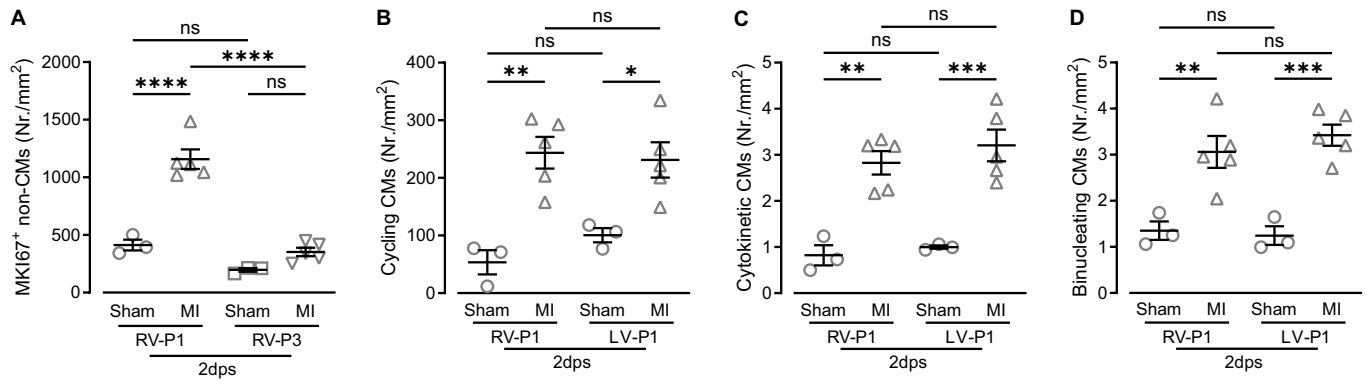 A
MKI67⁺ non-CMs (Nr./mm²)
2000
1500
1000
500
0
ns
****
****
ns
Sham MI Sham MI
RV-P1 RV-P3
2dps
B
Cycling CMs (Nr./mm²)
400
300
200
100
0
ns
ns
**
*
Sham MI Sham MI
RV-P1 LV-P1
2dps
C
Cytokinetic CMs (Nr./mm²)
5
4
3
2
1
0
ns
ns
**
***
Sham MI Sham MI
RV-P1 LV-P1
2dps
D
Binucleating CMs (Nr./mm²)
5
4
3
2
1
0
ns
ns
**
***
Sham MI Sham MI
RV-P1 LV-P1
2dps